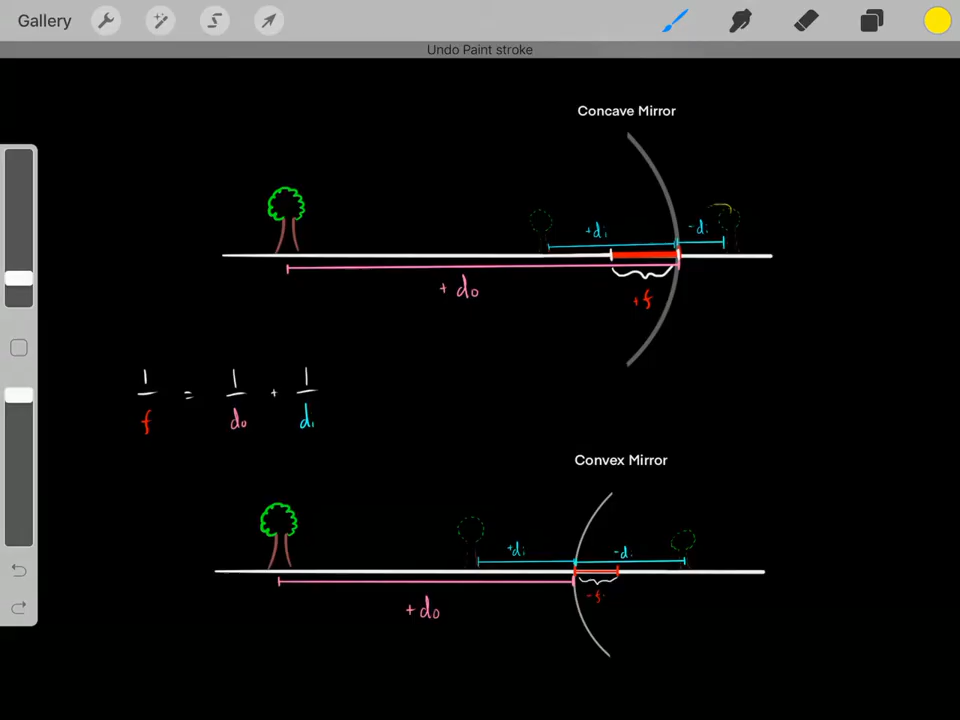 Gallery
Undo Paint stroke
Concave Mirror
+di
-di
+do
+f
1/f = 1/do + 1/di
Convex Mirror
+di
-di
-f
+do